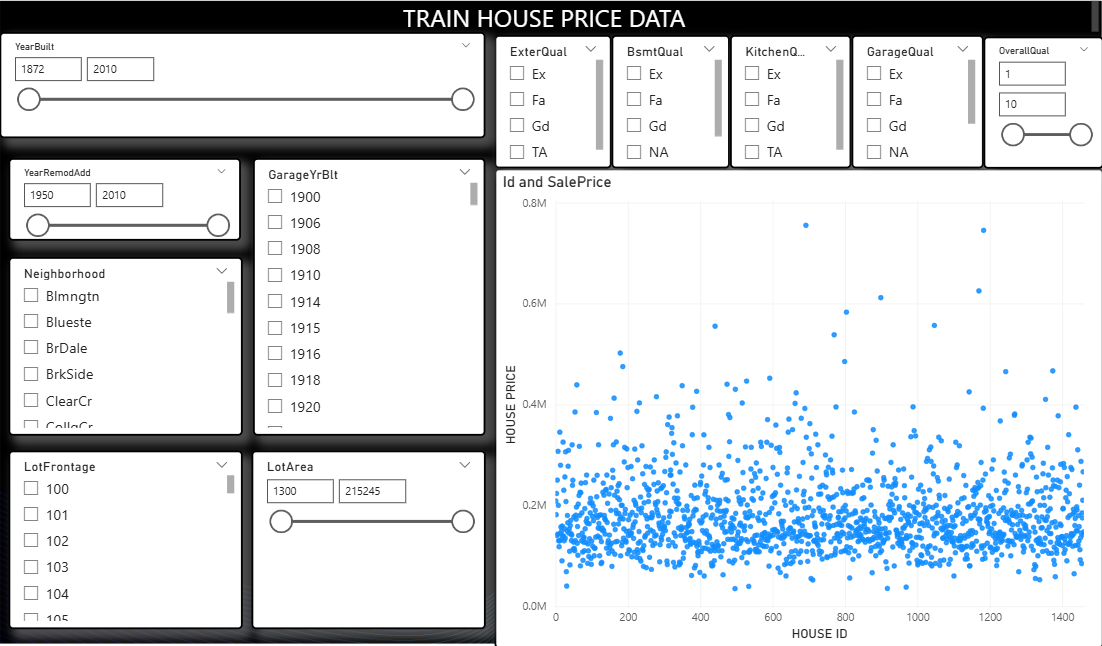 TRAIN HOUSE PRICE DATA
YearBuilt
1872 2010
ExterQual
Ex
Fa
Gd
TA
BsmtQual
Ex
Fa
Gd
NA
KitchenQ...
Ex
Fa
Gd
TA
GarageQual
Ex
Fa
Gd
NA
OverallQual
1
10
YearRemodAdd
1950 2010
GarageYrBlt
1900
1906
1908
1910
1914
1915
1916
1918
1920
Neighborhood
Blmngtn
Blueste
BrDale
BrkSide
ClearCr
CollgCr
LotFrontage
100
101
102
103
104
105
LotArea
1300 215245
Id and SalePrice
HOUSE PRICE
0.8M
0.6M
0.4M
0.2M
0.0M
0 200 400 600 800 1000 1200 1400
HOUSE ID